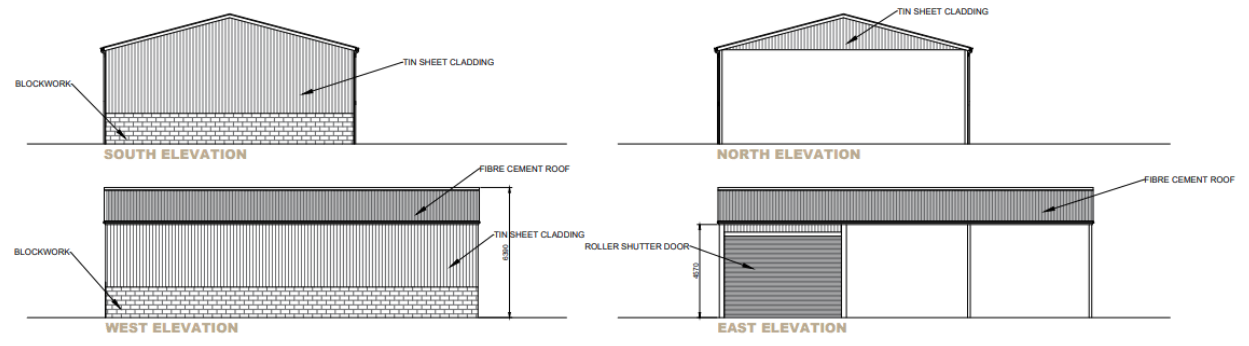 TIN SHEET CLADDING
TIN SHEET CLADDING
BLOCKWORK
SOUTH ELEVATION
NORTH ELEVATION
FIBRE CEMENT ROOF
FIBRE CEMENT ROOF
TIN SHEET CLADDING
BLOCKWORK
6390
ROLLER SHUTTER DOOR
4570
WEST ELEVATION
EAST ELEVATION